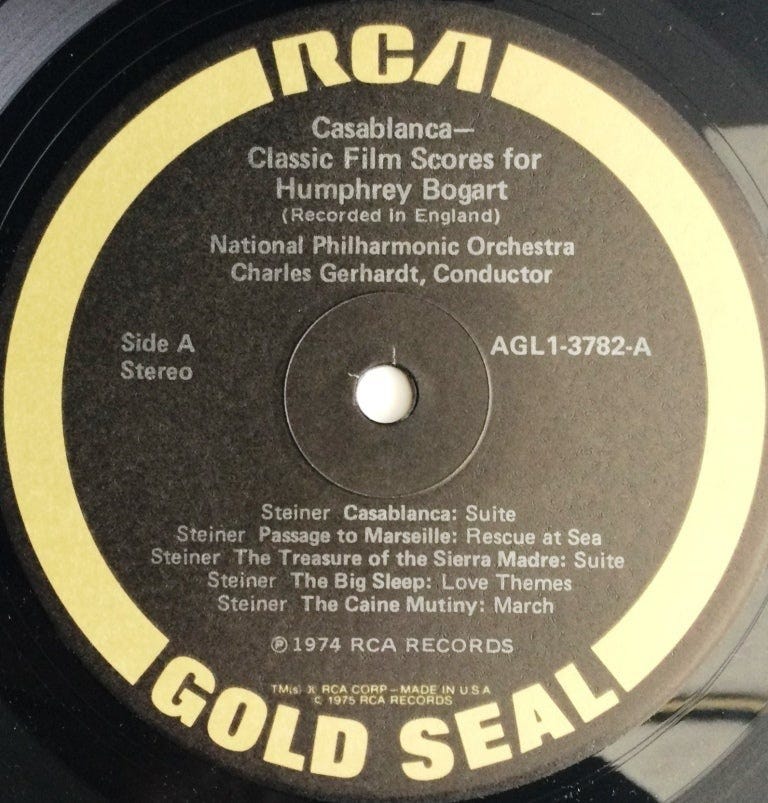 RCA
Casablanca—
Classic Film Scores for
Humphrey Bogart
(Recorded in England)
National Philharmonic Orchestra
Charles Gerhardt, Conductor
Side A
Stereo
AGL1-3782-A
Steiner Casablanca: Suite
Steiner Passage to Marseille: Rescue at Sea
Steiner The Treasure of the Sierra Madre: Suite
Steiner The Big Sleep: Love Themes
Steiner The Caine Mutiny: March
℗ 1974 RCA RECORDS
TM(s) ® RCA CORP – MADE IN U S A
© 1975 RCA RECORDS
GOLD SEAL